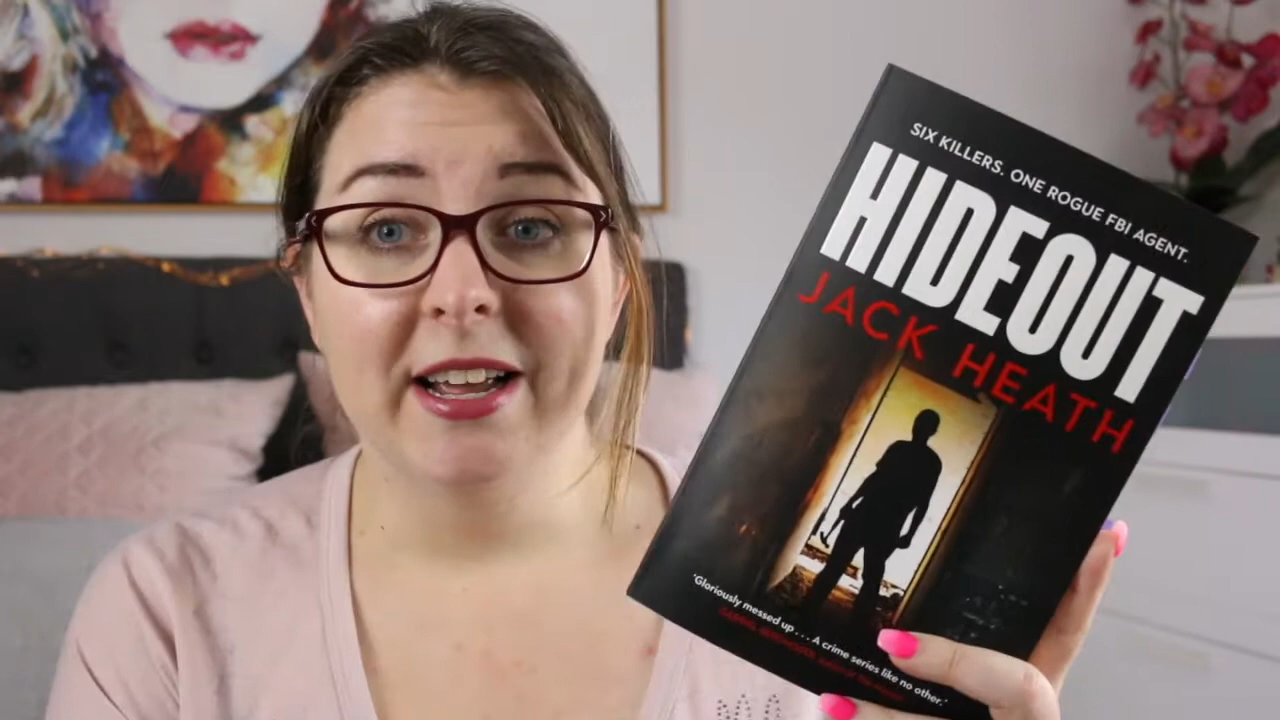 SIX KILLERS. ONE ROGUE FBI AGENT.
HIDEOUT
JACK HEATH
'Gloriously messed up . . . A crime series like no other.'